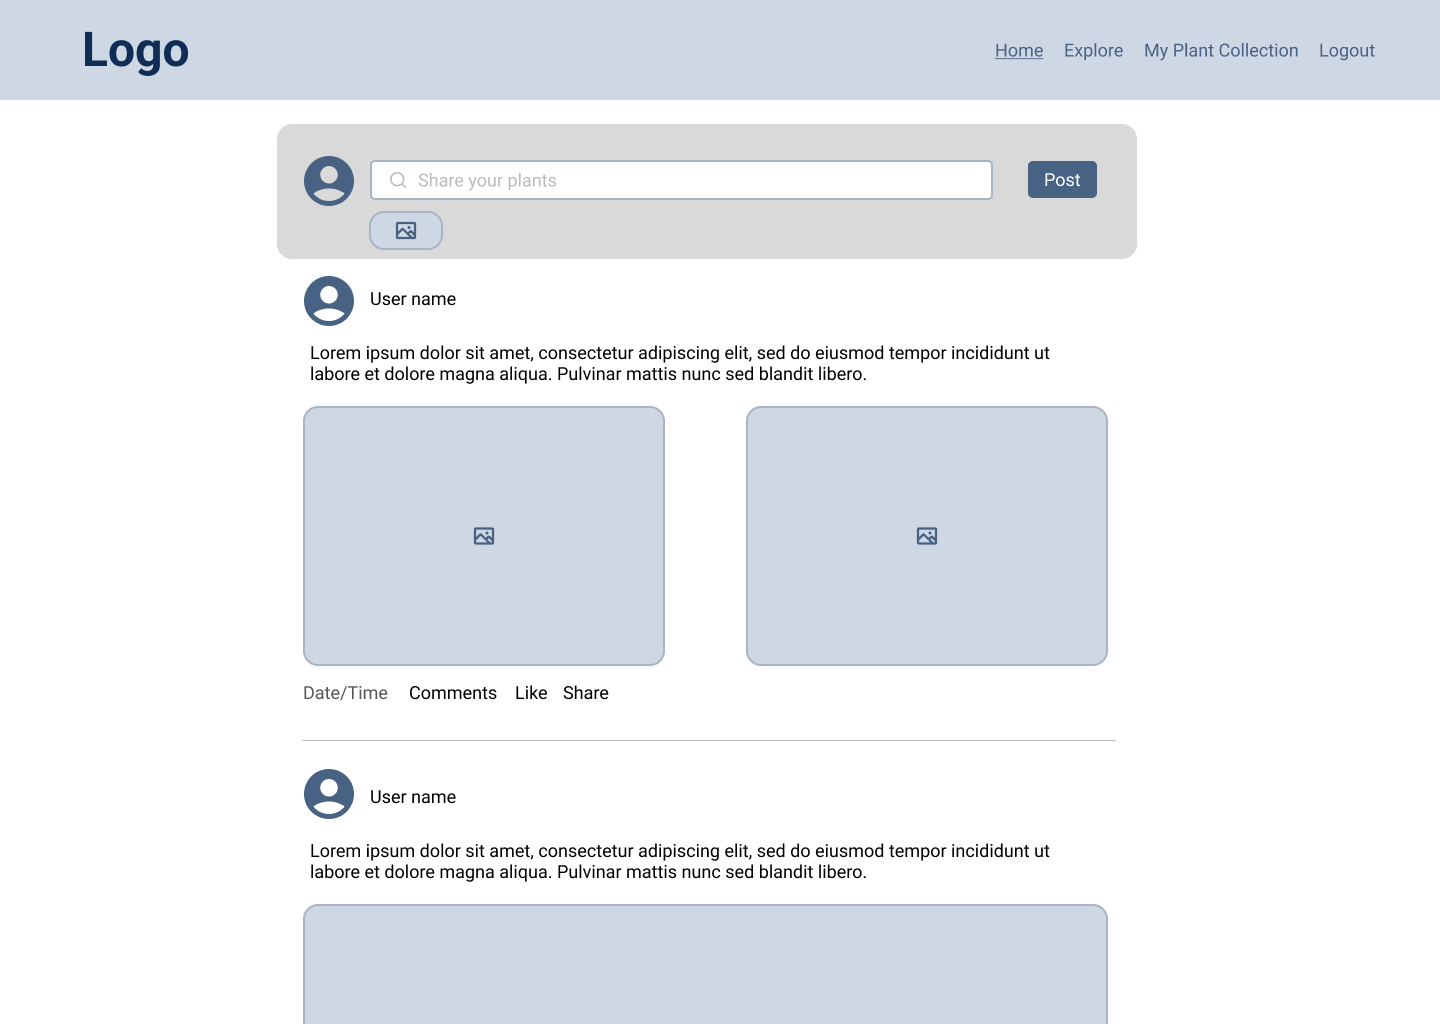 Logo
Home Explore My Plant Collection Logout
Share your plants
Post
User name
Lorem ipsum dolor sit amet, consectetur adipiscing elit, sed do eiusmod tempor incididunt ut
labore et dolore magna aliqua. Pulvinar mattis nunc sed blandit libero.
Date/Time Comments Like Share
User name
Lorem ipsum dolor sit amet, consectetur adipiscing elit, sed do eiusmod tempor incididunt ut
labore et dolore magna aliqua. Pulvinar mattis nunc sed blandit libero.